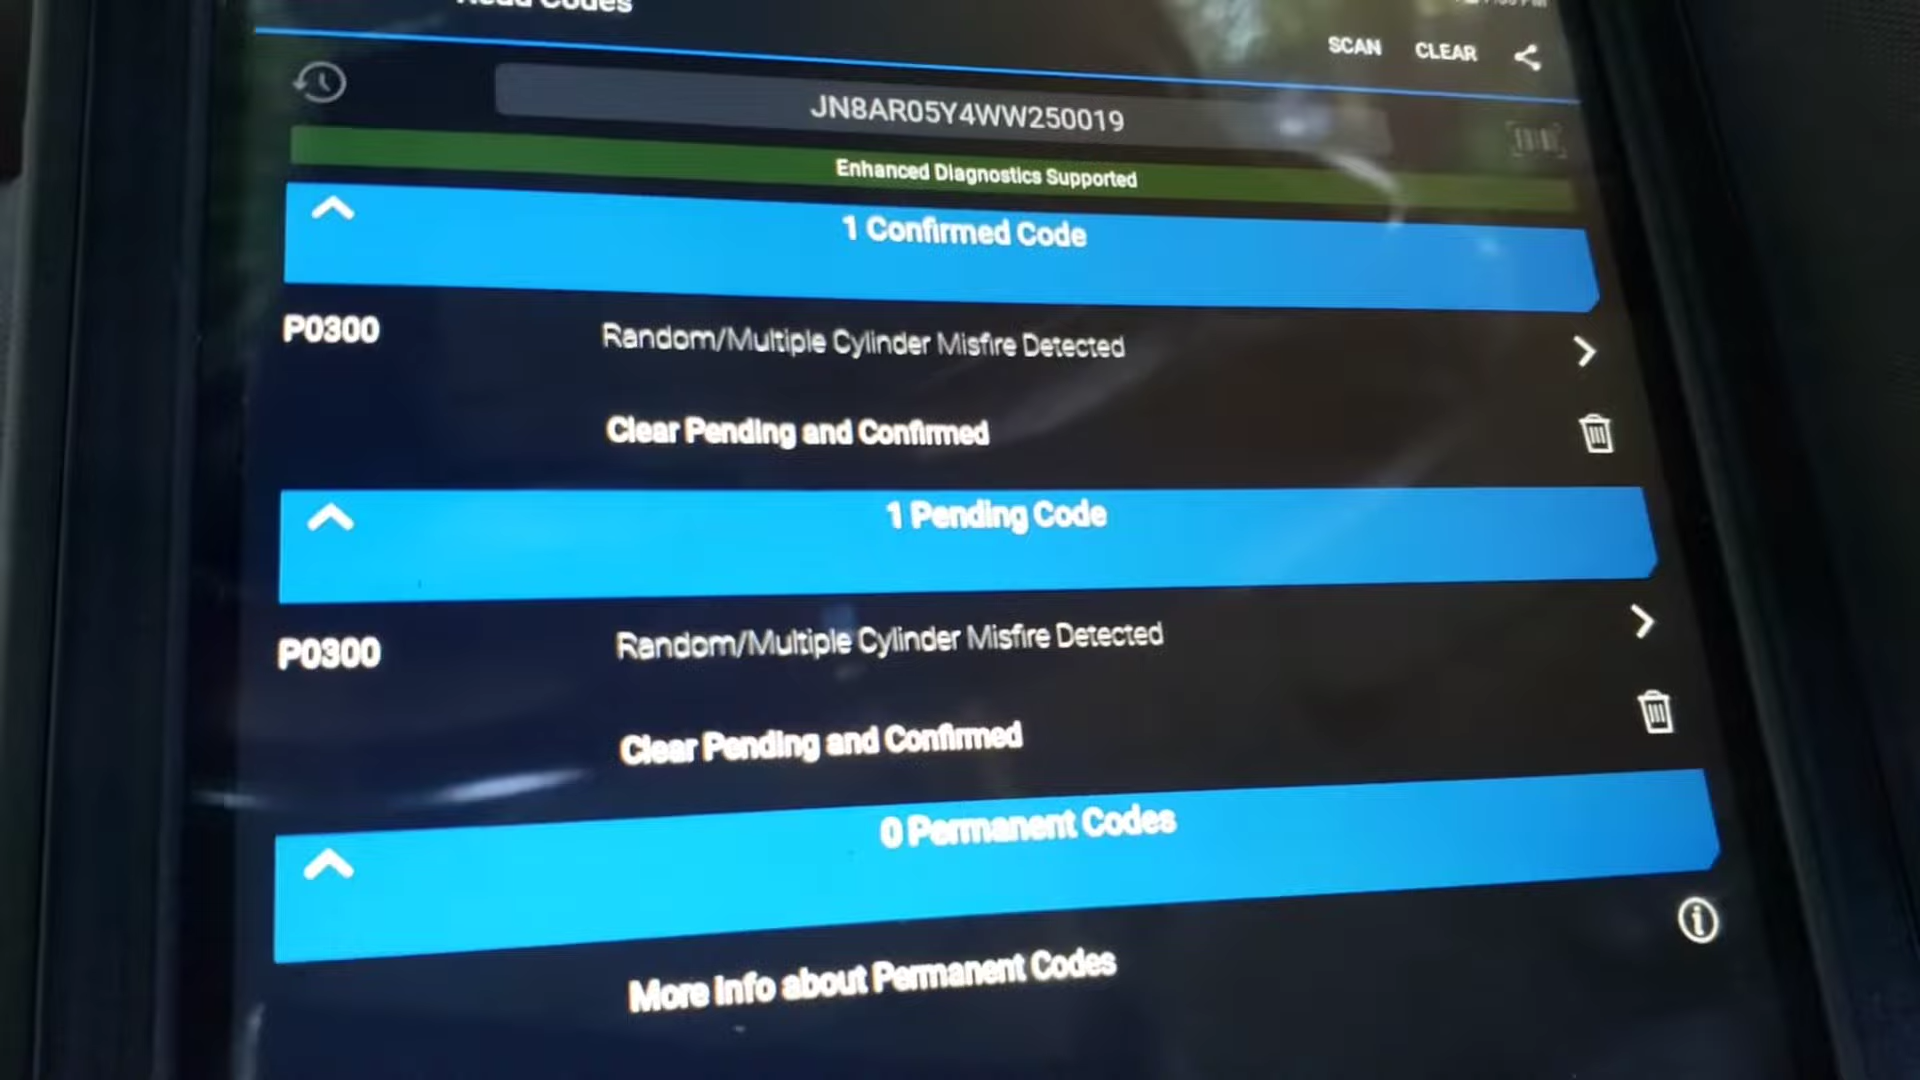 Read Codes
SCAN CLEAR
JN8AR05Y4WW250019
Enhanced Diagnostics Supported
1 Confirmed Code
P0300 Random/Multiple Cylinder Misfire Detected
Clear Pending and Confirmed
1 Pending Code
P0300 Random/Multiple Cylinder Misfire Detected
Clear Pending and Confirmed
0 Permanent Codes
More Info about Permanent Codes